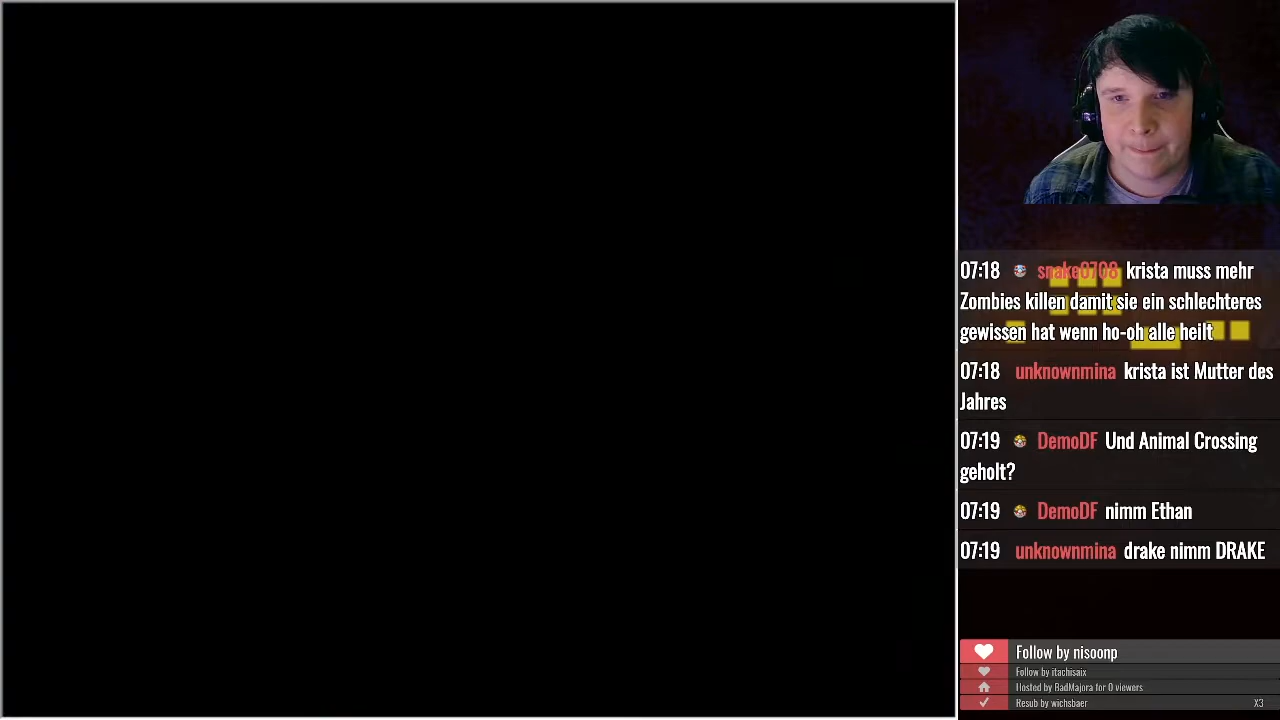 07:18 snake0708 krista muss mehr
Zombies killen damit sie ein schlechteres
gewissen hat wenn ho-oh alle heilt
07:18 unknownmina krista ist Mutter des
Jahres
07:19 DemoDF Und Animal Crossing
geholt?
07:19 DemoDF nimm Ethan
07:19 unknownmina drake nimm DRAKE
Follow by nisoonp
Follow by itachisaix
Hosted by BadMajora for 0 viewers
Resub by wichsbaer X3